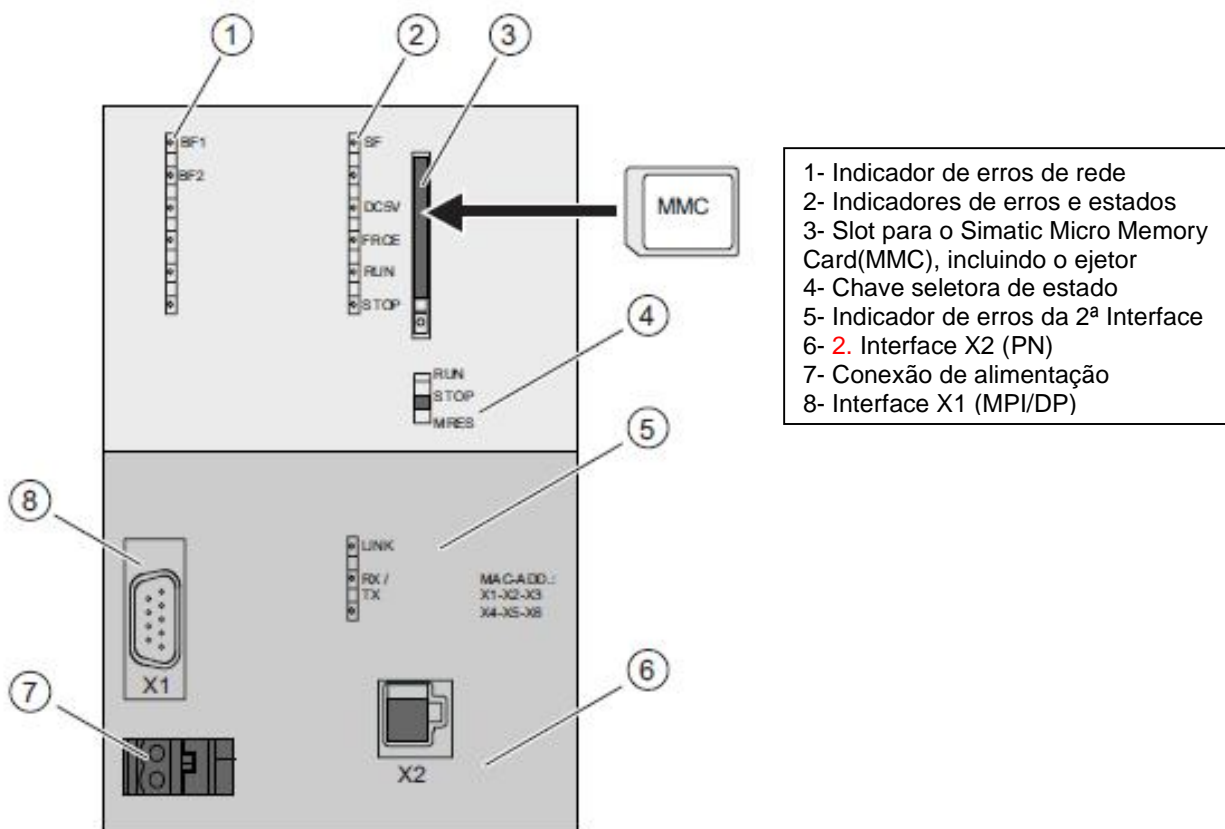 1 2 3
BF1 SF
BF2
DC5V
FRCE
RUN
STOP
MMC
4
RUN
STOP
MRES
5
8
LINK
RX /
TX
MAC-ADD.:
X1-X2-X3
X4-X5-X6
X1
7
6
X2
1- Indicador de erros de rede
2- Indicadores de erros e estados
3- Slot para o Simatic Micro Memory
Card(MMC), incluindo o ejetor
4- Chave seletora de estado
5- Indicador de erros da 2ª Interface
6- 2. Interface X2 (PN)
7- Conexão de alimentação
8- Interface X1 (MPI/DP)